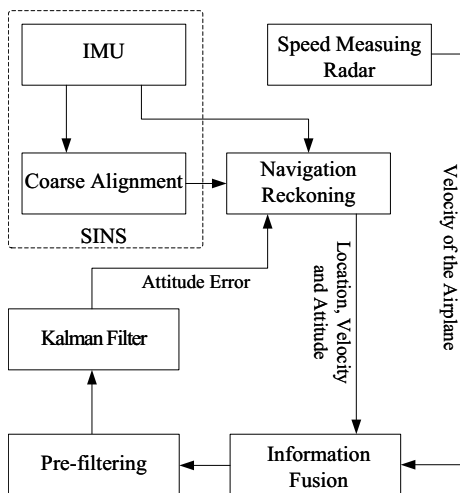 IMU
Speed Measuing
Radar
Coarse Alignment
Navigation
Reckoning
SINS
Attitude Error
Location, Velocity
and Attitude
Velocity of the Airplane
Kalman Filter
Pre-filtering
Information
Fusion